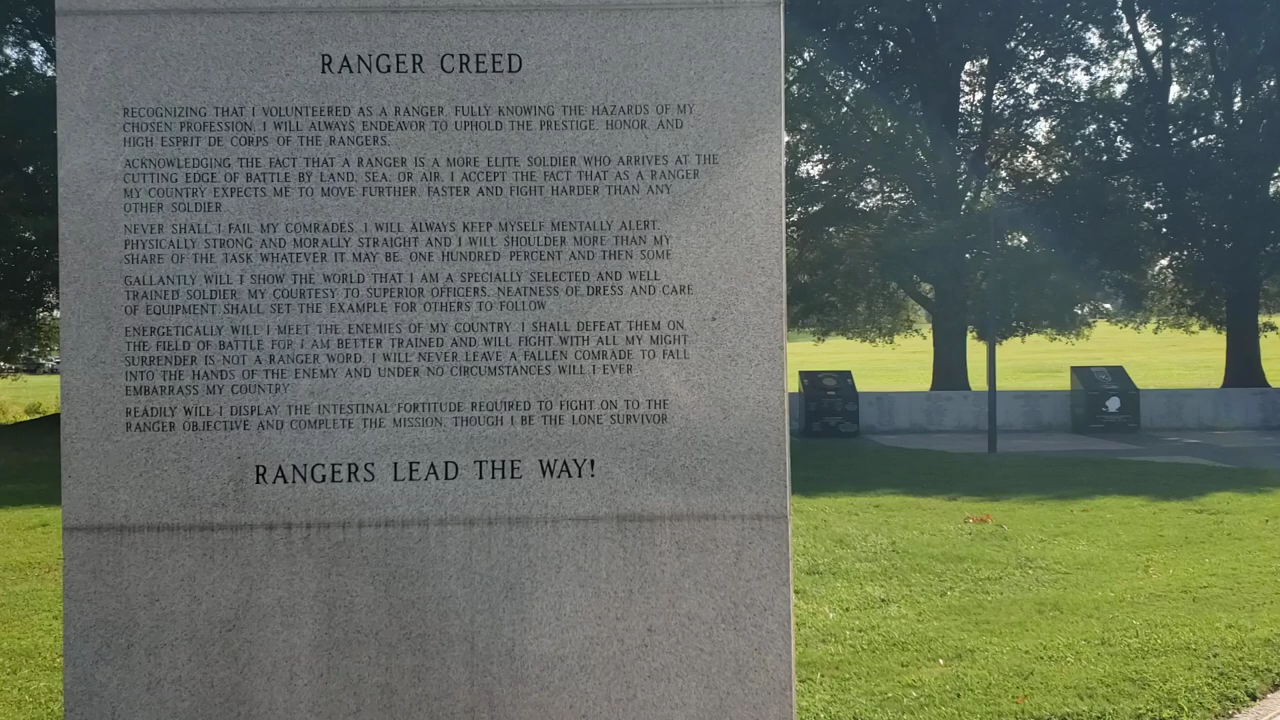 RANGER CREED
RECOGNIZING THAT I VOLUNTEERED AS A RANGER, FULLY KNOWING THE HAZARDS OF MY
CHOSEN PROFESSION, I WILL ALWAYS ENDEAVOR TO UPHOLD THE PRESTIGE, HONOR, AND
HIGH ESPRIT DE CORPS OF THE RANGERS.
ACKNOWLEDGING THE FACT THAT A RANGER IS A MORE ELITE SOLDIER WHO ARRIVES AT THE
CUTTING EDGE OF BATTLE BY LAND, SEA, OR AIR, I ACCEPT THE FACT THAT AS A RANGER
MY COUNTRY EXPECTS ME TO MOVE FURTHER, FASTER AND FIGHT HARDER THAN ANY
OTHER SOLDIER.
NEVER SHALL I FAIL MY COMRADES. I WILL ALWAYS KEEP MYSELF MENTALLY ALERT,
PHYSICALLY STRONG AND MORALLY STRAIGHT AND I WILL SHOULDER MORE THAN MY
SHARE OF THE TASK WHATEVER IT MAY BE. ONE HUNDRED PERCENT AND THEN SOME.
GALLANTLY WILL I SHOW THE WORLD THAT I AM A SPECIALLY SELECTED AND WELL
TRAINED SOLDIER. MY COURTESY TO SUPERIOR OFFICERS, NEATNESS OF DRESS AND CARE
OF EQUIPMENT SHALL SET THE EXAMPLE FOR OTHERS TO FOLLOW.
ENERGETICALLY WILL I MEET THE ENEMIES OF MY COUNTRY. I SHALL DEFEAT THEM ON
THE FIELD OF BATTLE FOR I AM BETTER TRAINED AND WILL FIGHT WITH ALL MY MIGHT.
SURRENDER IS NOT A RANGER WORD. I WILL NEVER LEAVE A FALLEN COMRADE TO FALL
INTO THE HANDS OF THE ENEMY AND UNDER NO CIRCUMSTANCES WILL I EVER
EMBARRASS MY COUNTRY.
READILY WILL I DISPLAY THE INTESTINAL FORTITUDE REQUIRED TO FIGHT ON TO THE
RANGER OBJECTIVE AND COMPLETE THE MISSION, THOUGH I BE THE LONE SURVIVOR.
RANGERS LEAD THE WAY!